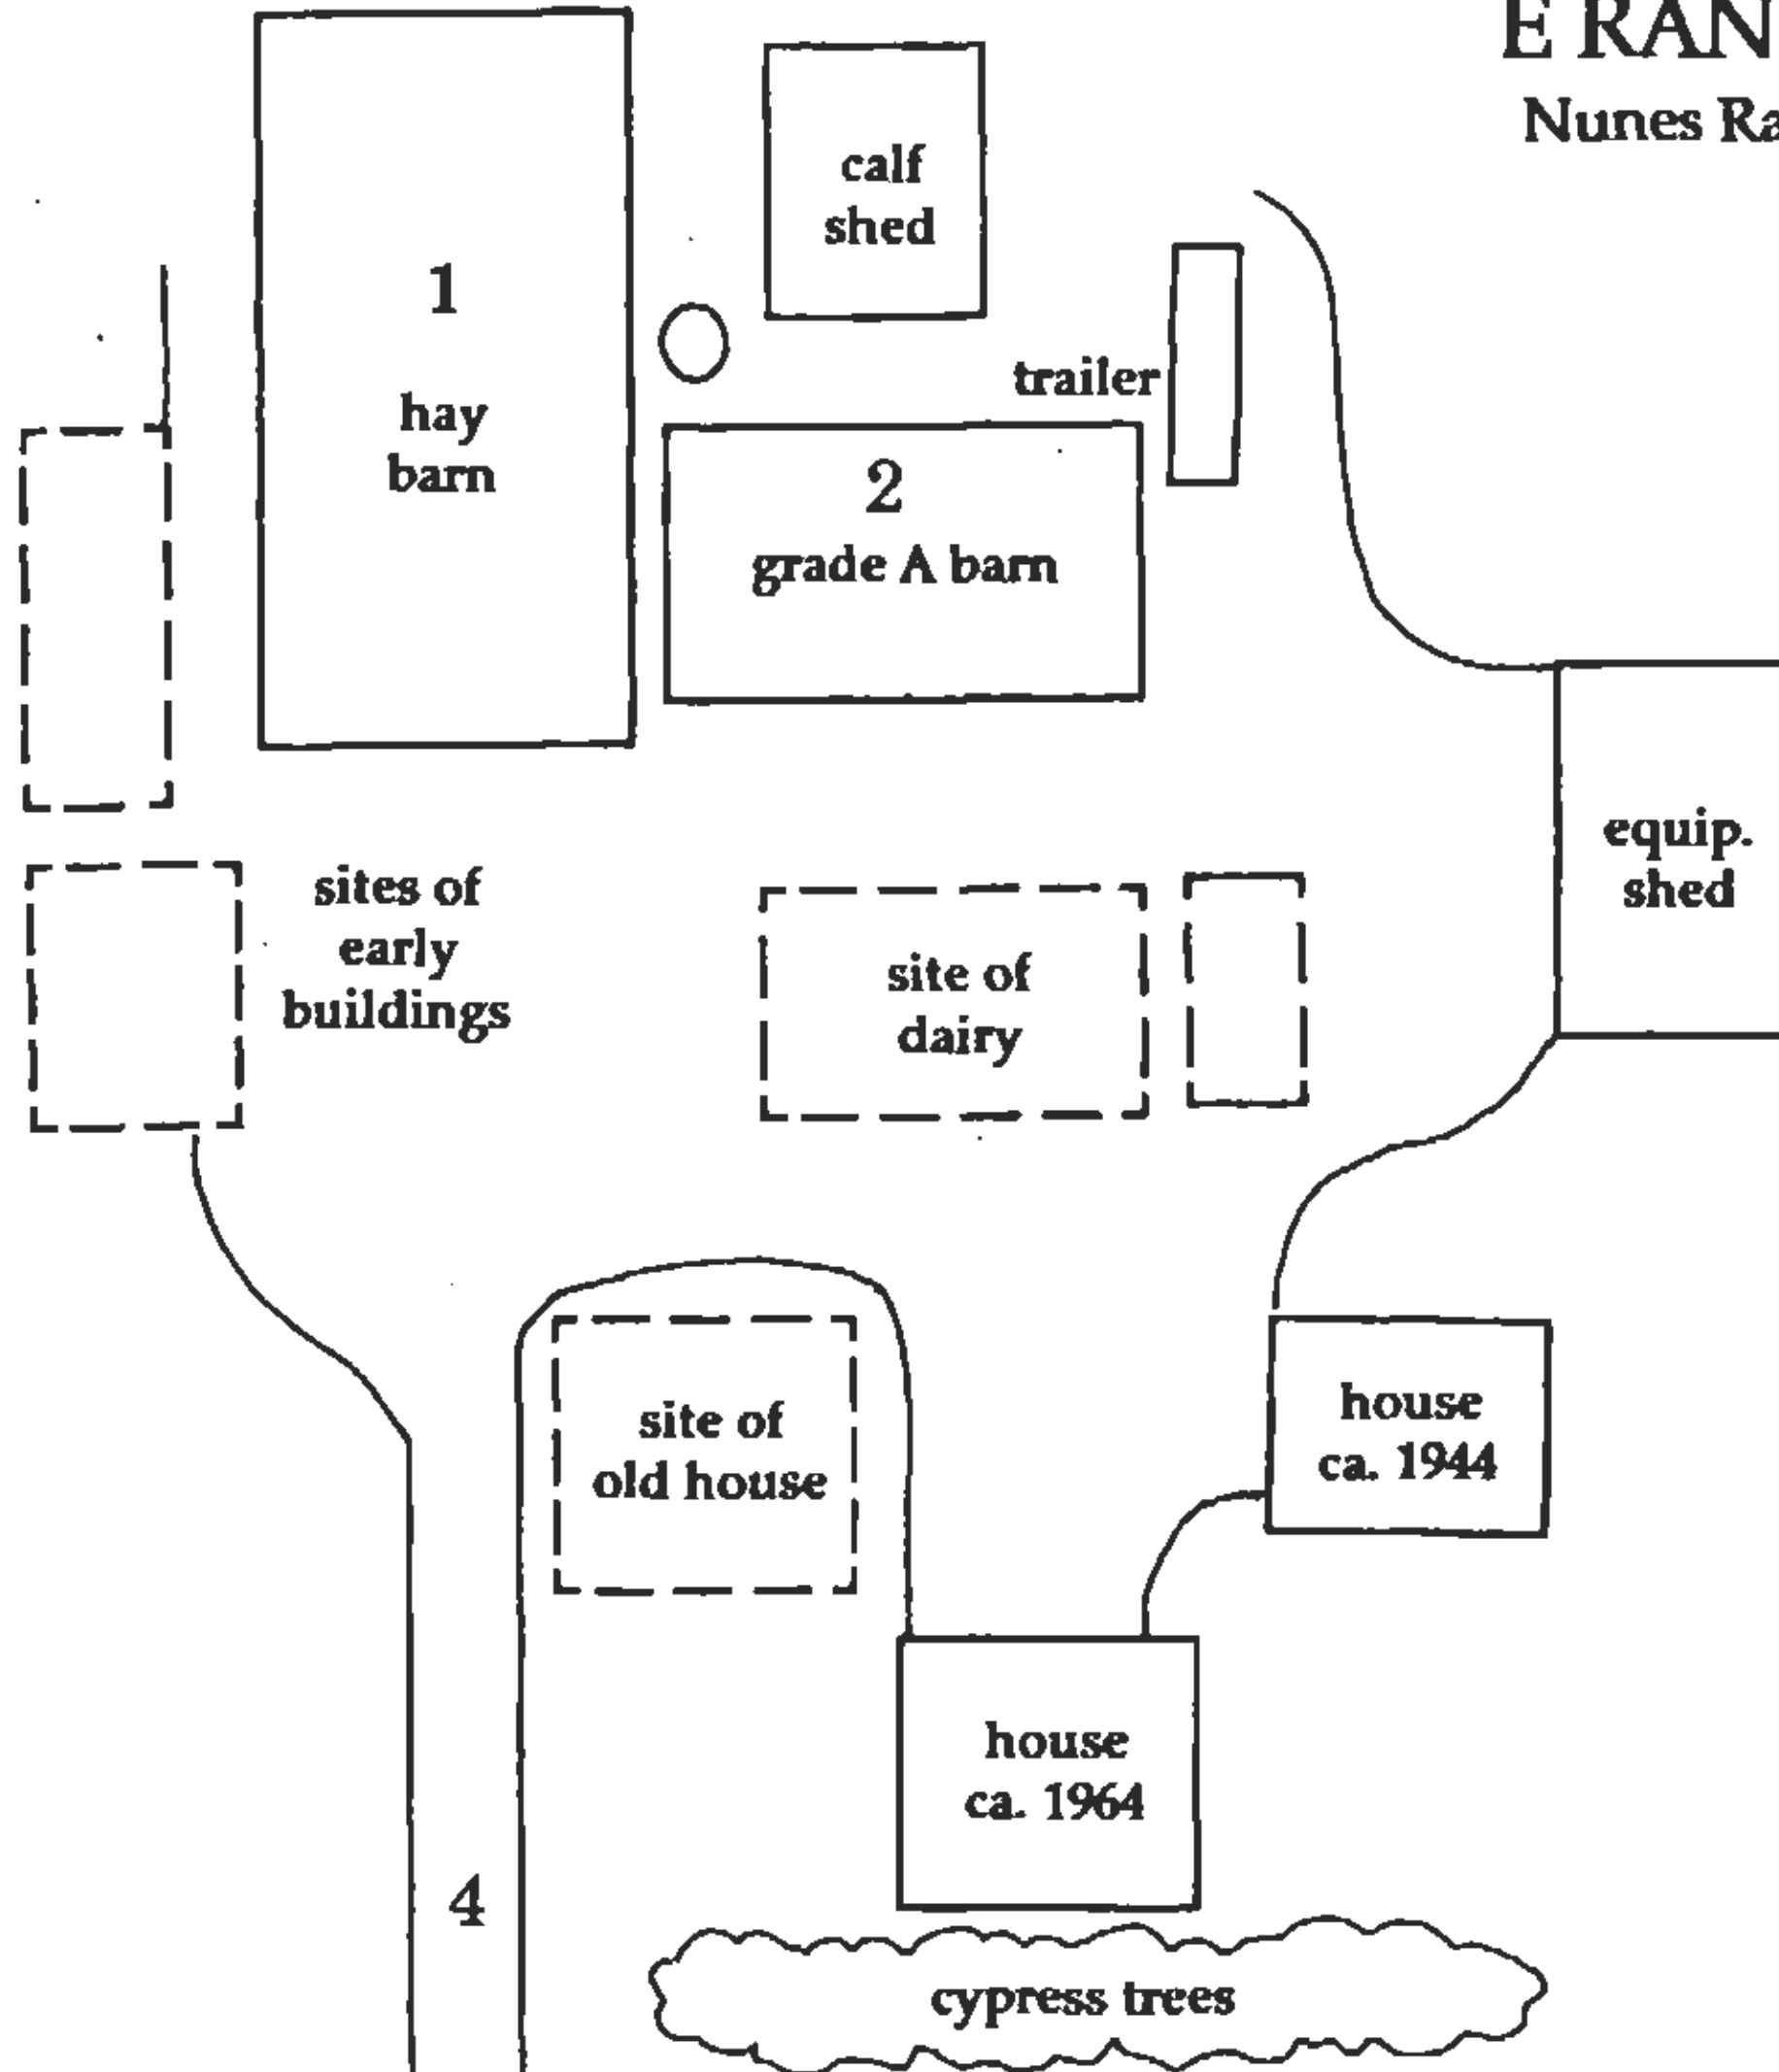 E RAN
Nunes Ra
calf
shed
1
hay
barn
trailer
2
grade A barn
equip.
shed
sites of
early
buildings
site of
dairy
site of
old house
house
ca. 1944
house
ca. 1964
4
cypress trees